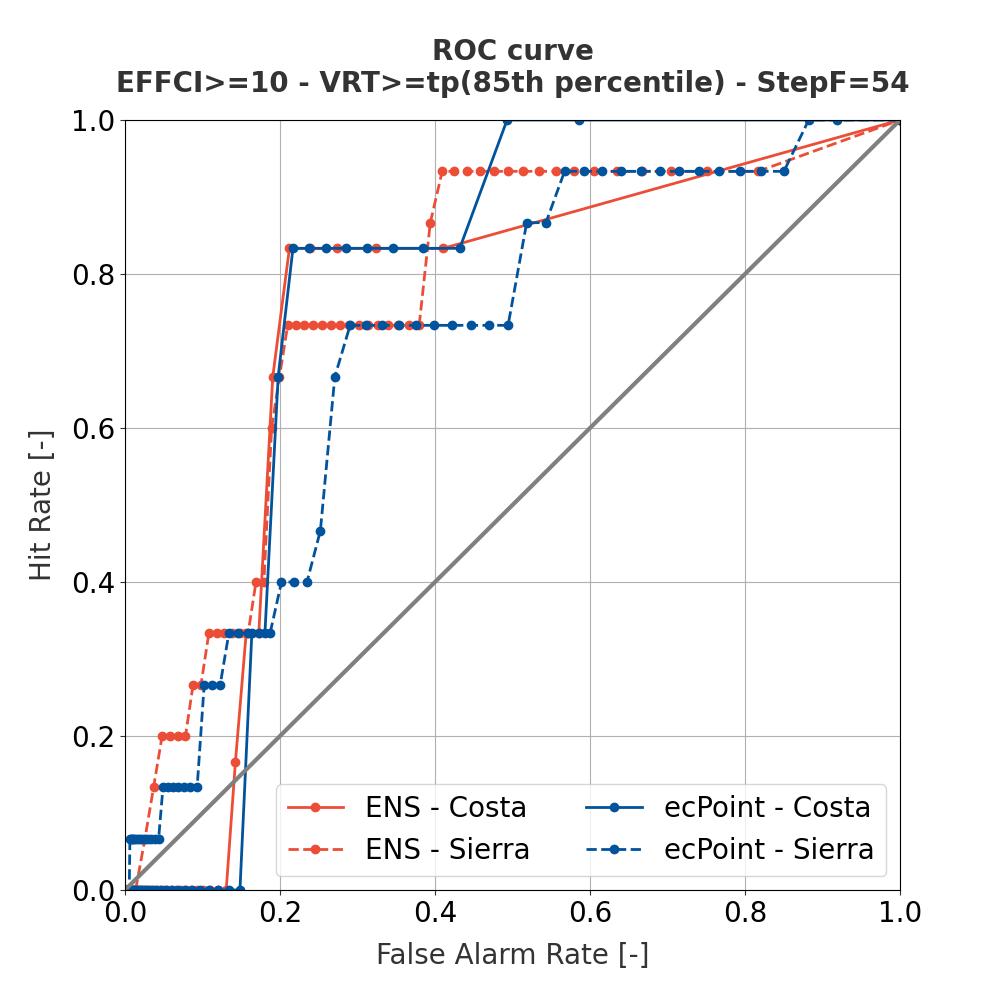 ROC curve
EFFCI>=10 - VRT>=tp(85th percentile) - StepF=54
1.0
0.8
0.6
0.4
0.2
0.0
Hit Rate [-]
0.0 0.2 0.4 0.6 0.8 1.0
False Alarm Rate [-]
ENS - Costa
ENS - Sierra
ecPoint - Costa
ecPoint - Sierra